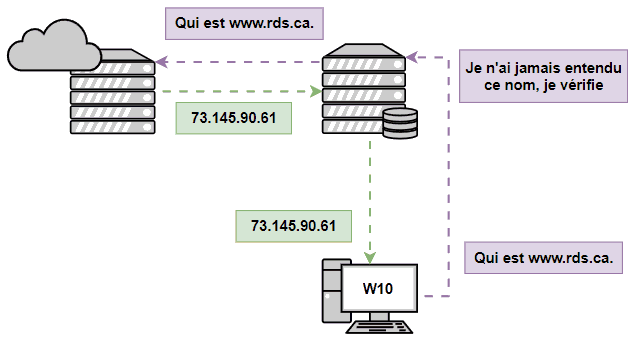 Qui est www.rds.ca.
Je n'ai jamais entendu
ce nom, je vérifie
73.145.90.61
73.145.90.61
Qui est www.rds.ca.
W10